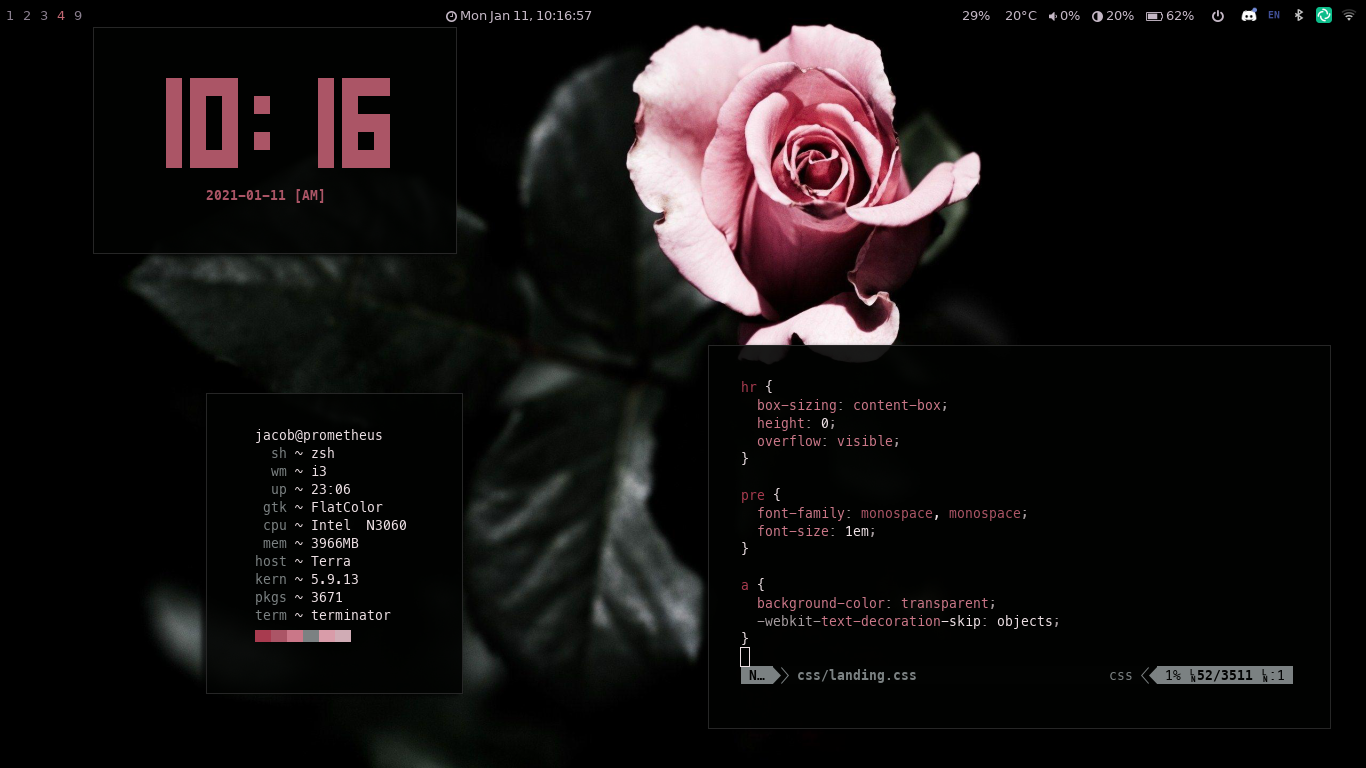 1 2 3 4 9
Mon Jan 11, 10:16:57
29% 20°C 0% 20% 62% EN
10:16
2021-01-11 [AM]
jacob@prometheus
sh ~ zsh
wm ~ i3
up ~ 23:06
gtk ~ FlatColor
cpu ~ Intel  N3060
mem ~ 3966MB
host ~ Terra
kern ~ 5.9.13
pkgs ~ 3671
term ~ terminator
hr {
  box-sizing: content-box;
  height: 0;
  overflow: visible;
}
pre {
  font-family: monospace, monospace;
  font-size: 1em;
}
a {
  background-color: transparent;
  -webkit-text-decoration-skip: objects;
}
N… css/landing.css css 1% ㏑:52/3511 ㏑:1